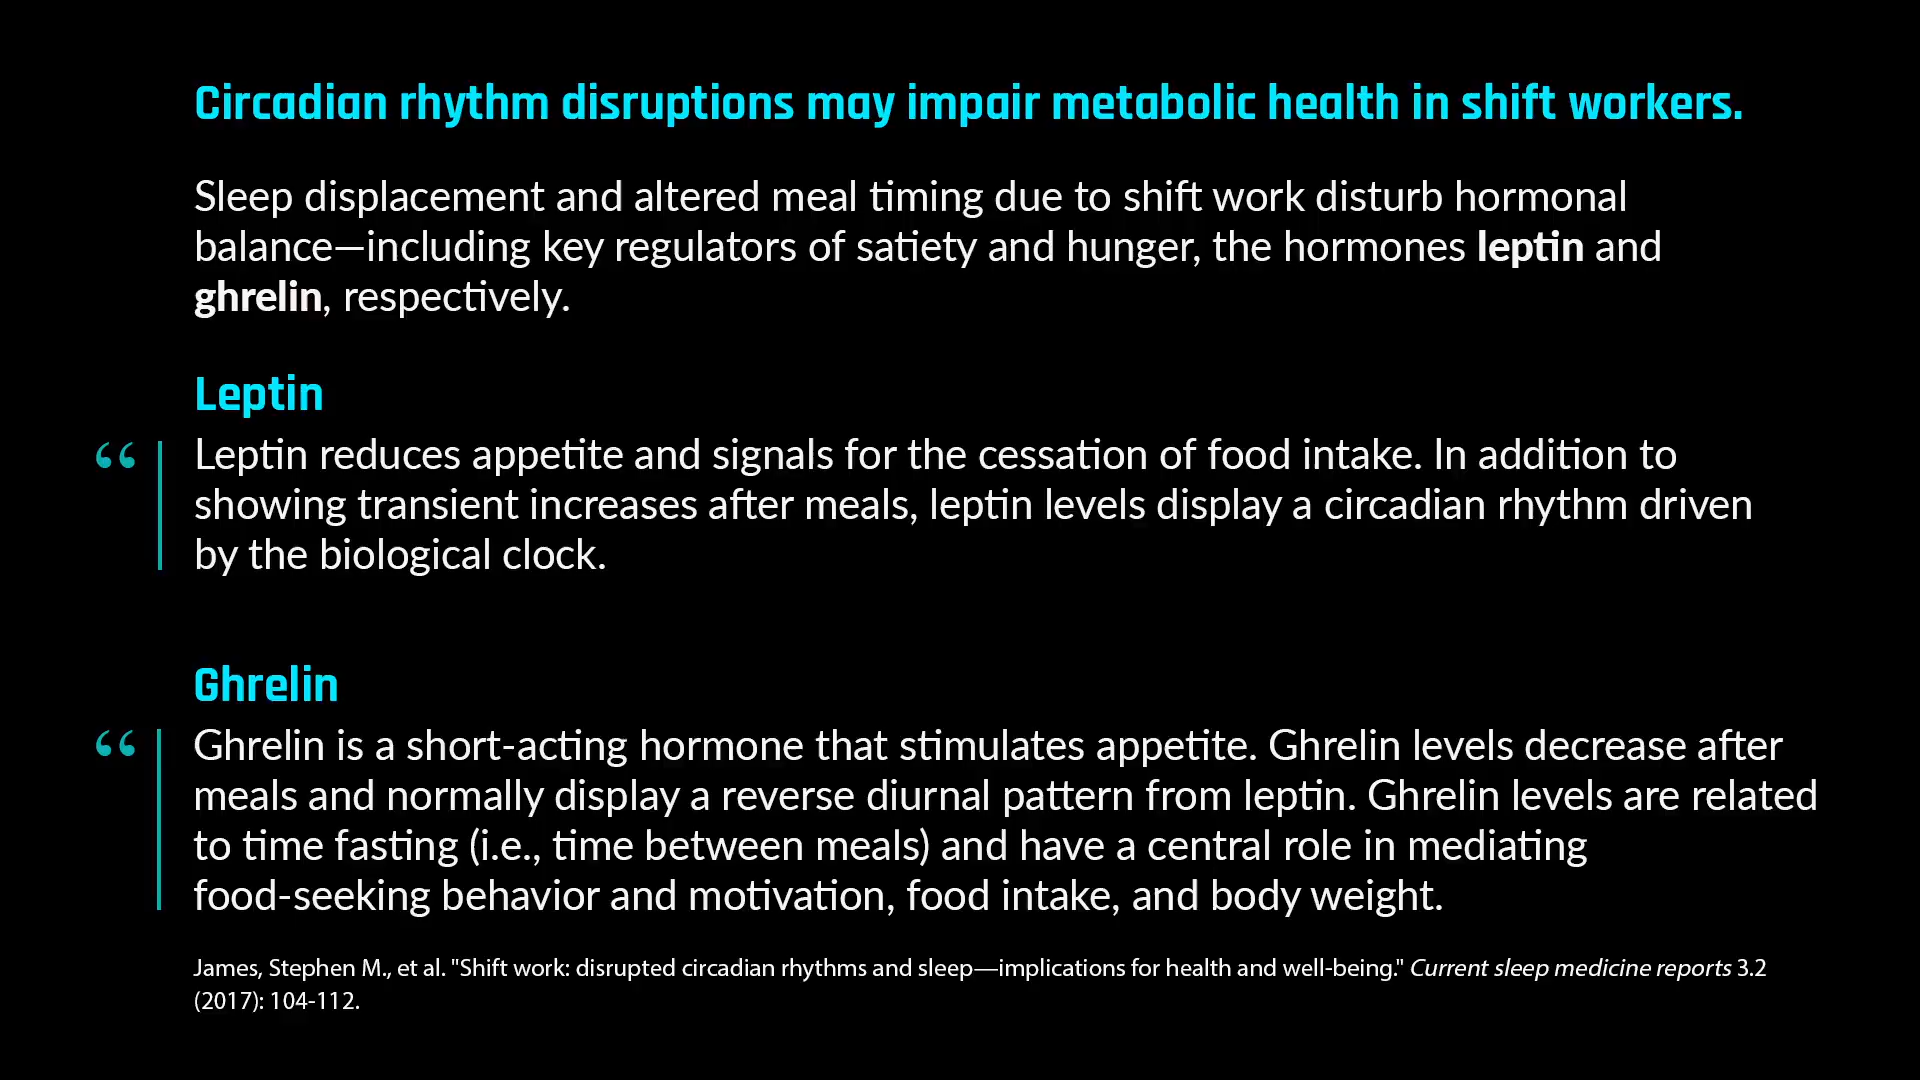 Circadian rhythm disruptions may impair metabolic health in shift workers.
Sleep displacement and altered meal timing due to shift work disturb hormonal
balance—including key regulators of satiety and hunger, the hormones leptin and
ghrelin, respectively.
Leptin
“
Leptin reduces appetite and signals for the cessation of food intake. In addition to
showing transient increases after meals, leptin levels display a circadian rhythm driven
by the biological clock.
Ghrelin
“
Ghrelin is a short-acting hormone that stimulates appetite. Ghrelin levels decrease after
meals and normally display a reverse diurnal pattern from leptin. Ghrelin levels are related
to time fasting (i.e., time between meals) and have a central role in mediating
food-seeking behavior and motivation, food intake, and body weight.
James, Stephen M., et al. "Shift work: disrupted circadian rhythms and sleep—implications for health and well-being." Current sleep medicine reports 3.2
(2017): 104-112.